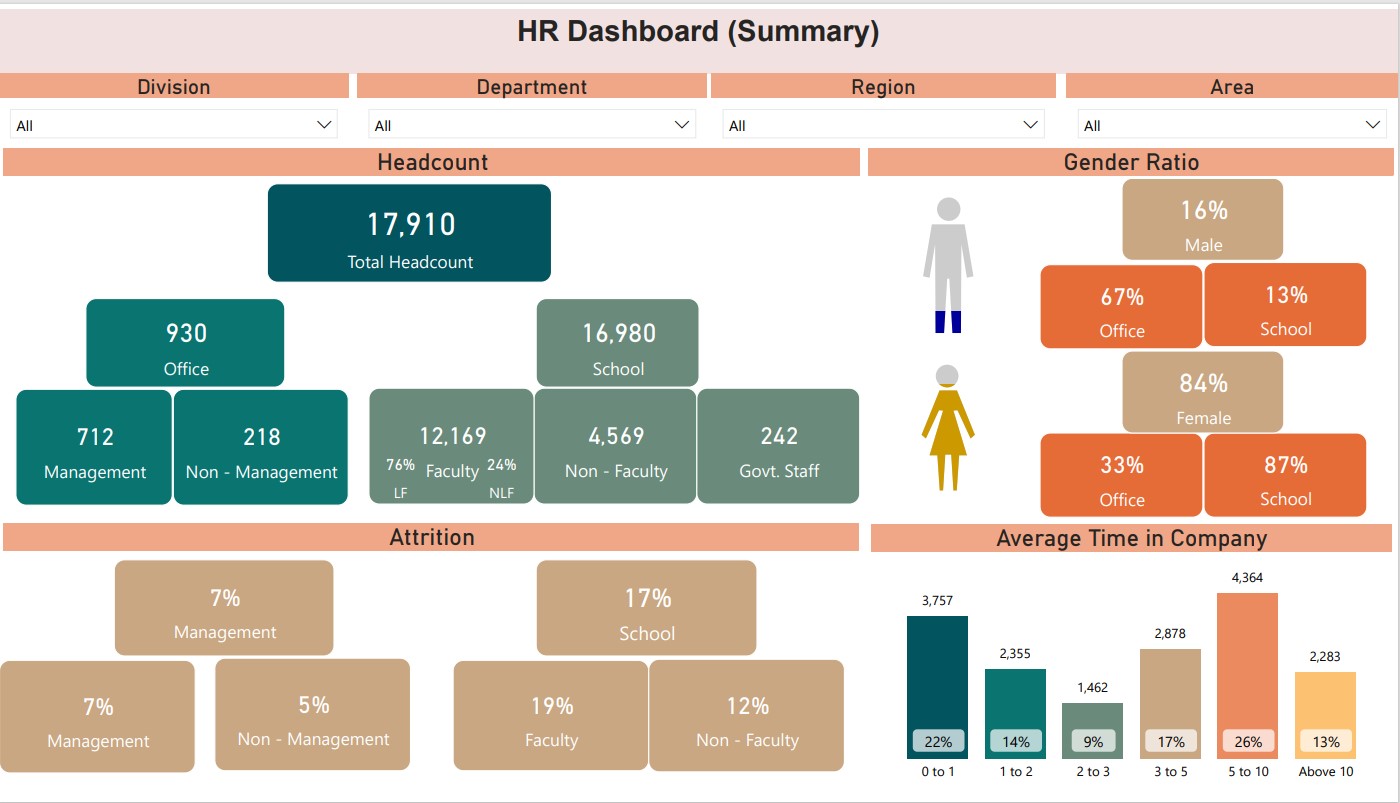 HR Dashboard (Summary)
Division
Department
Region
Area
All
All
All
All
Headcount
17,910
Total Headcount
930
Office
16,980
School
712
Management
218
Non - Management
12,169
76% Faculty 24%
LF NLF
4,569
Non - Faculty
242
Govt. Staff
Gender Ratio
16%
Male
67%
Office
13%
School
84%
Female
33%
Office
87%
School
Attrition
7%
Management
17%
School
7%
Management
5%
Non - Management
19%
Faculty
12%
Non - Faculty
Average Time in Company
3,757
2,355
1,462
2,878
4,364
2,283
22%
14%
9%
17%
26%
13%
0 to 1
1 to 2
2 to 3
3 to 5
5 to 10
Above 10